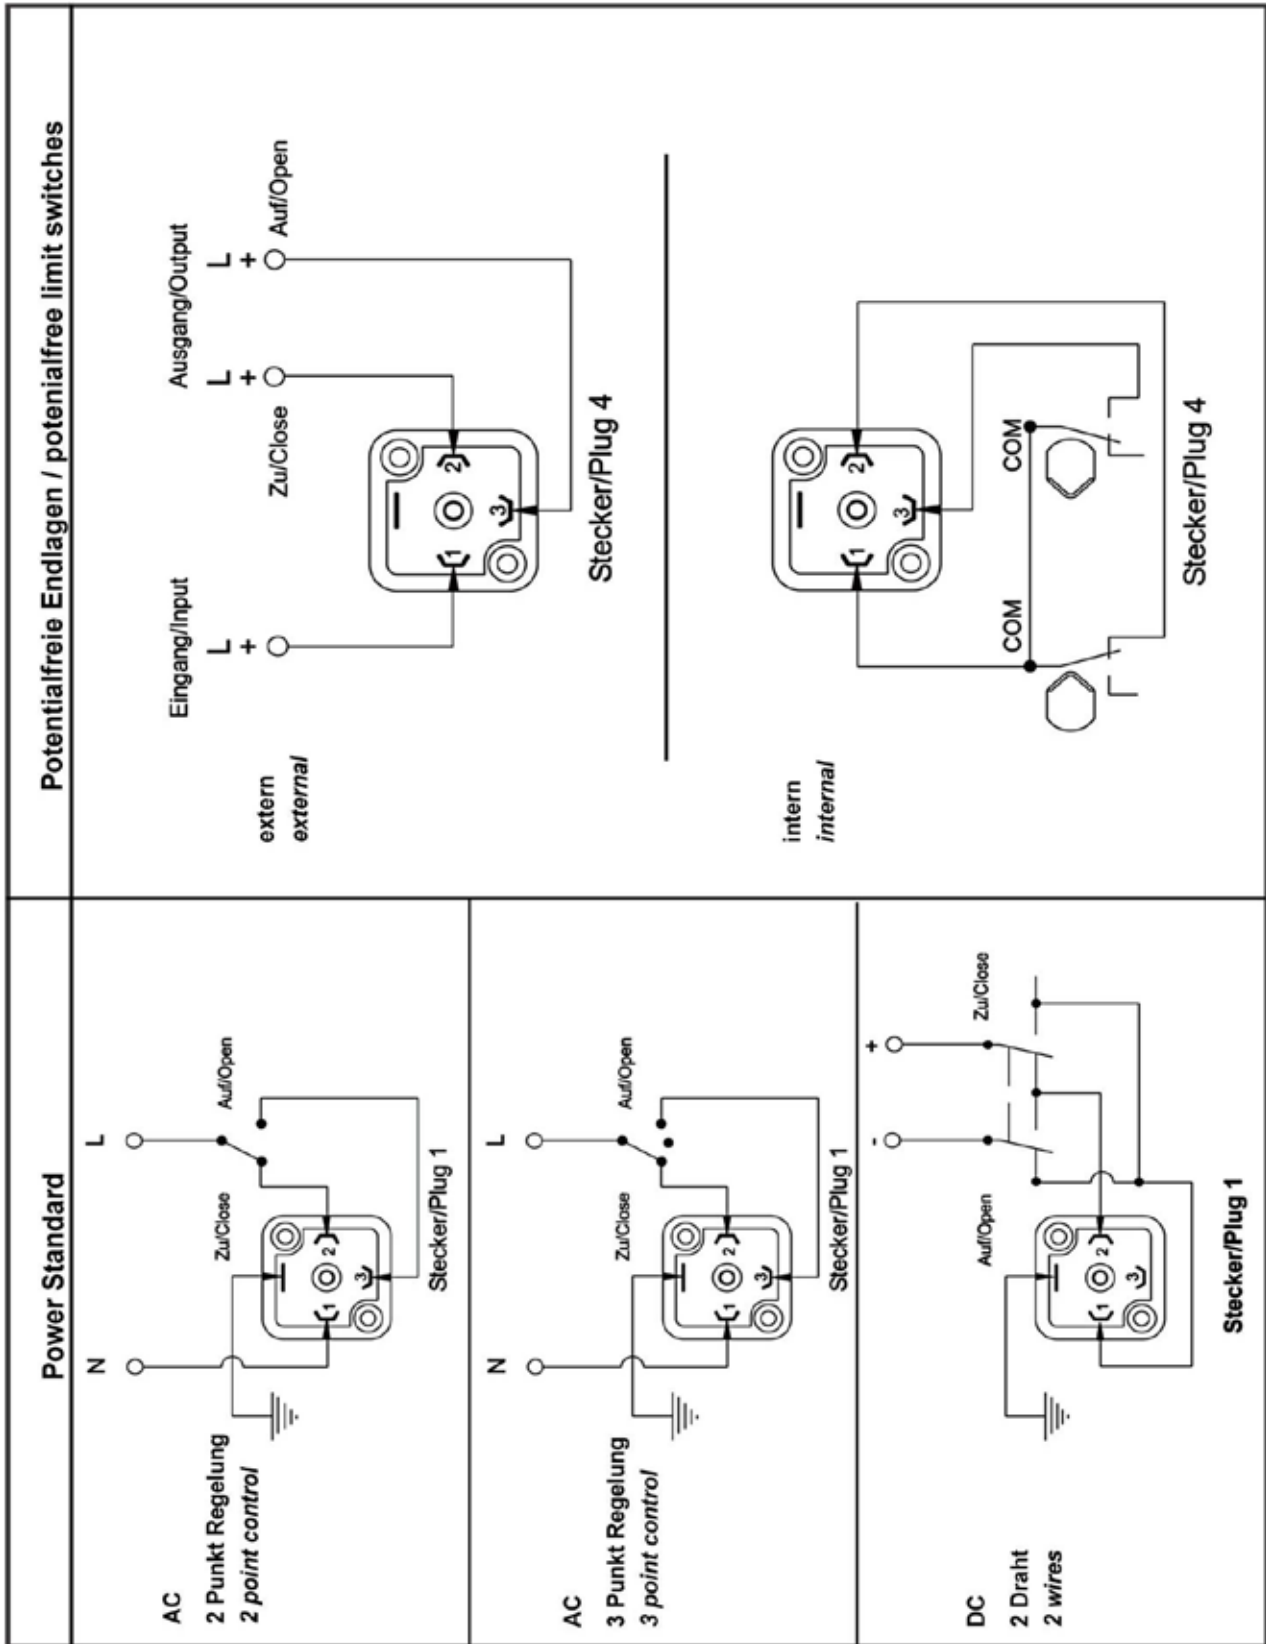 Power Standard
AC
2 Punkt Regelung
2 point control
N
L
Zu/Close
Auf/Open
1
2
3
Stecker/Plug 1
AC
3 Punkt Regelung
3 point control
N
L
Zu/Close
Auf/Open
1
2
3
Stecker/Plug 1
DC
2 Draht
2 wires
-
+
Auf/Open
Zu/Close
1
2
3
Stecker/Plug 1
Potentialfreie Endlagen / potenialfree limit switches
extern
external
Eingang/Input
Ausgang/Output
L
L
L
+
+
+
Zu/Close
Auf/Open
1
2
3
Stecker/Plug 4
intern
internal
1
2
3
COM
COM
Stecker/Plug 4